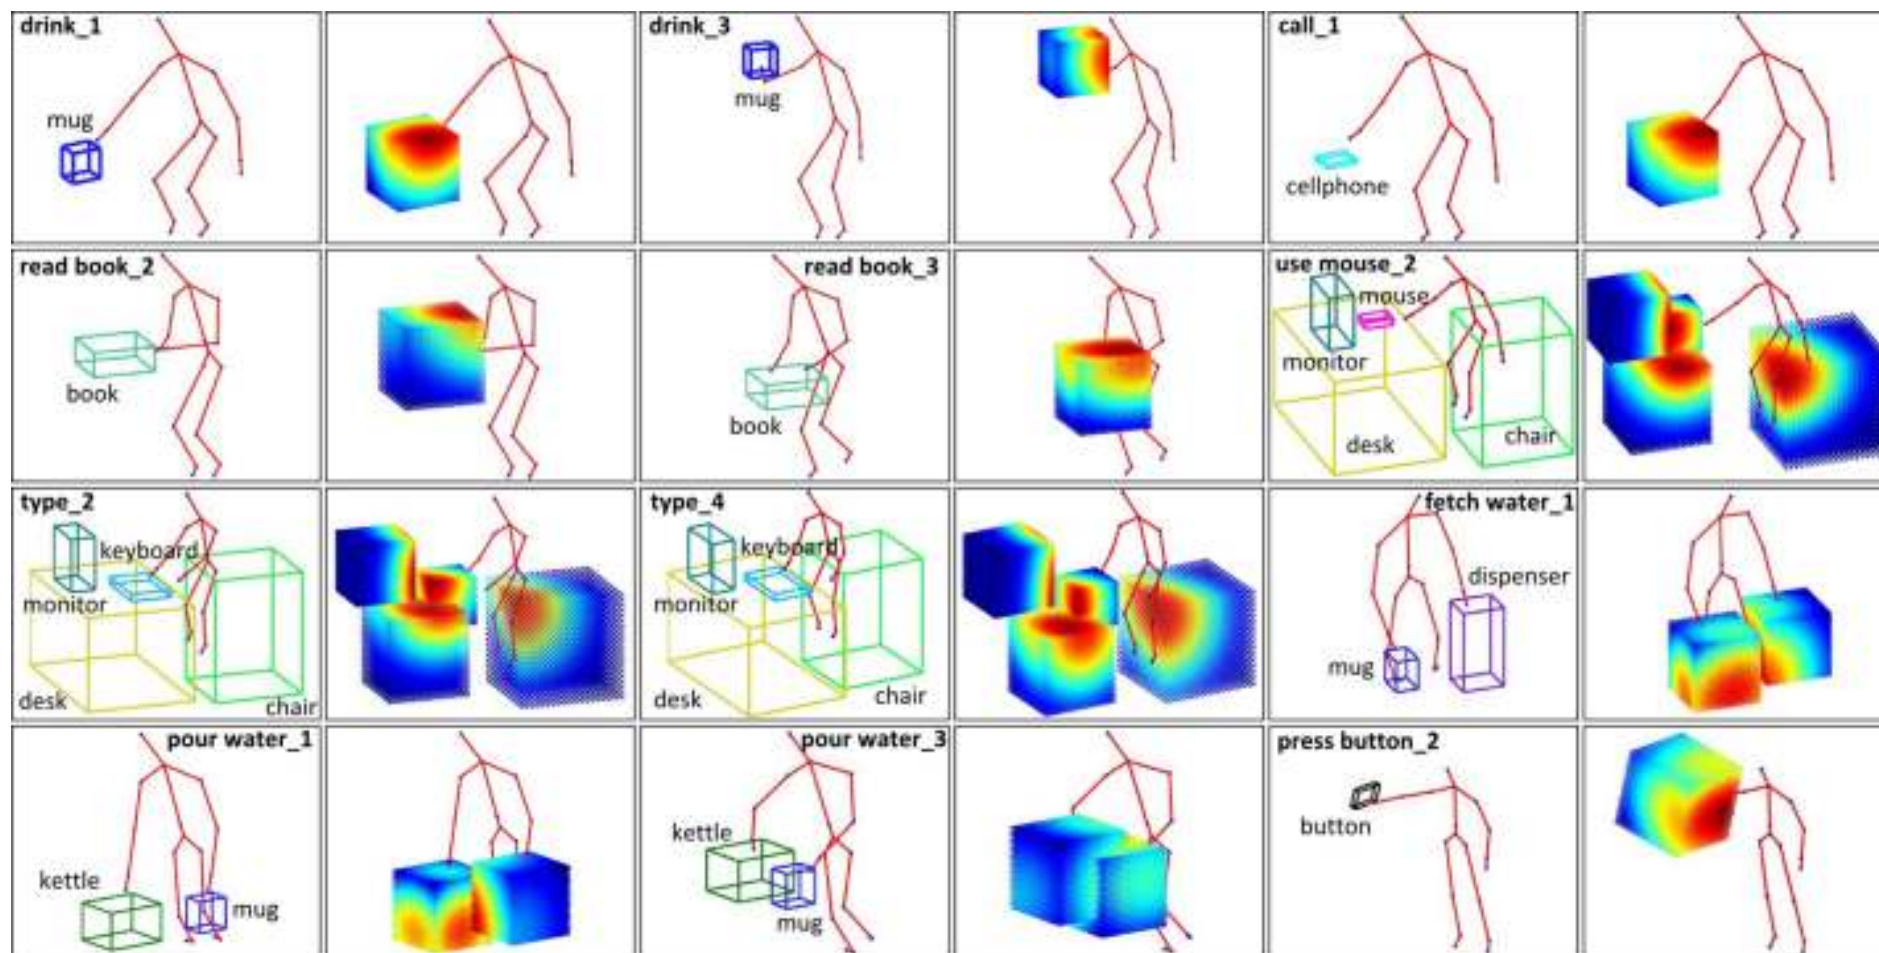 drink_1
mug
drink_3
mug
call_1
cellphone
read book_2
book
read book_3
book
use mouse_2
mouse
monitor
desk
chair
type_2
keyboard
monitor
desk
chair
type_4
keyboard
monitor
desk
chair
fetch water_1
dispenser
mug
pour water_1
kettle
mug
pour water_3
kettle
mug
press button_2
button